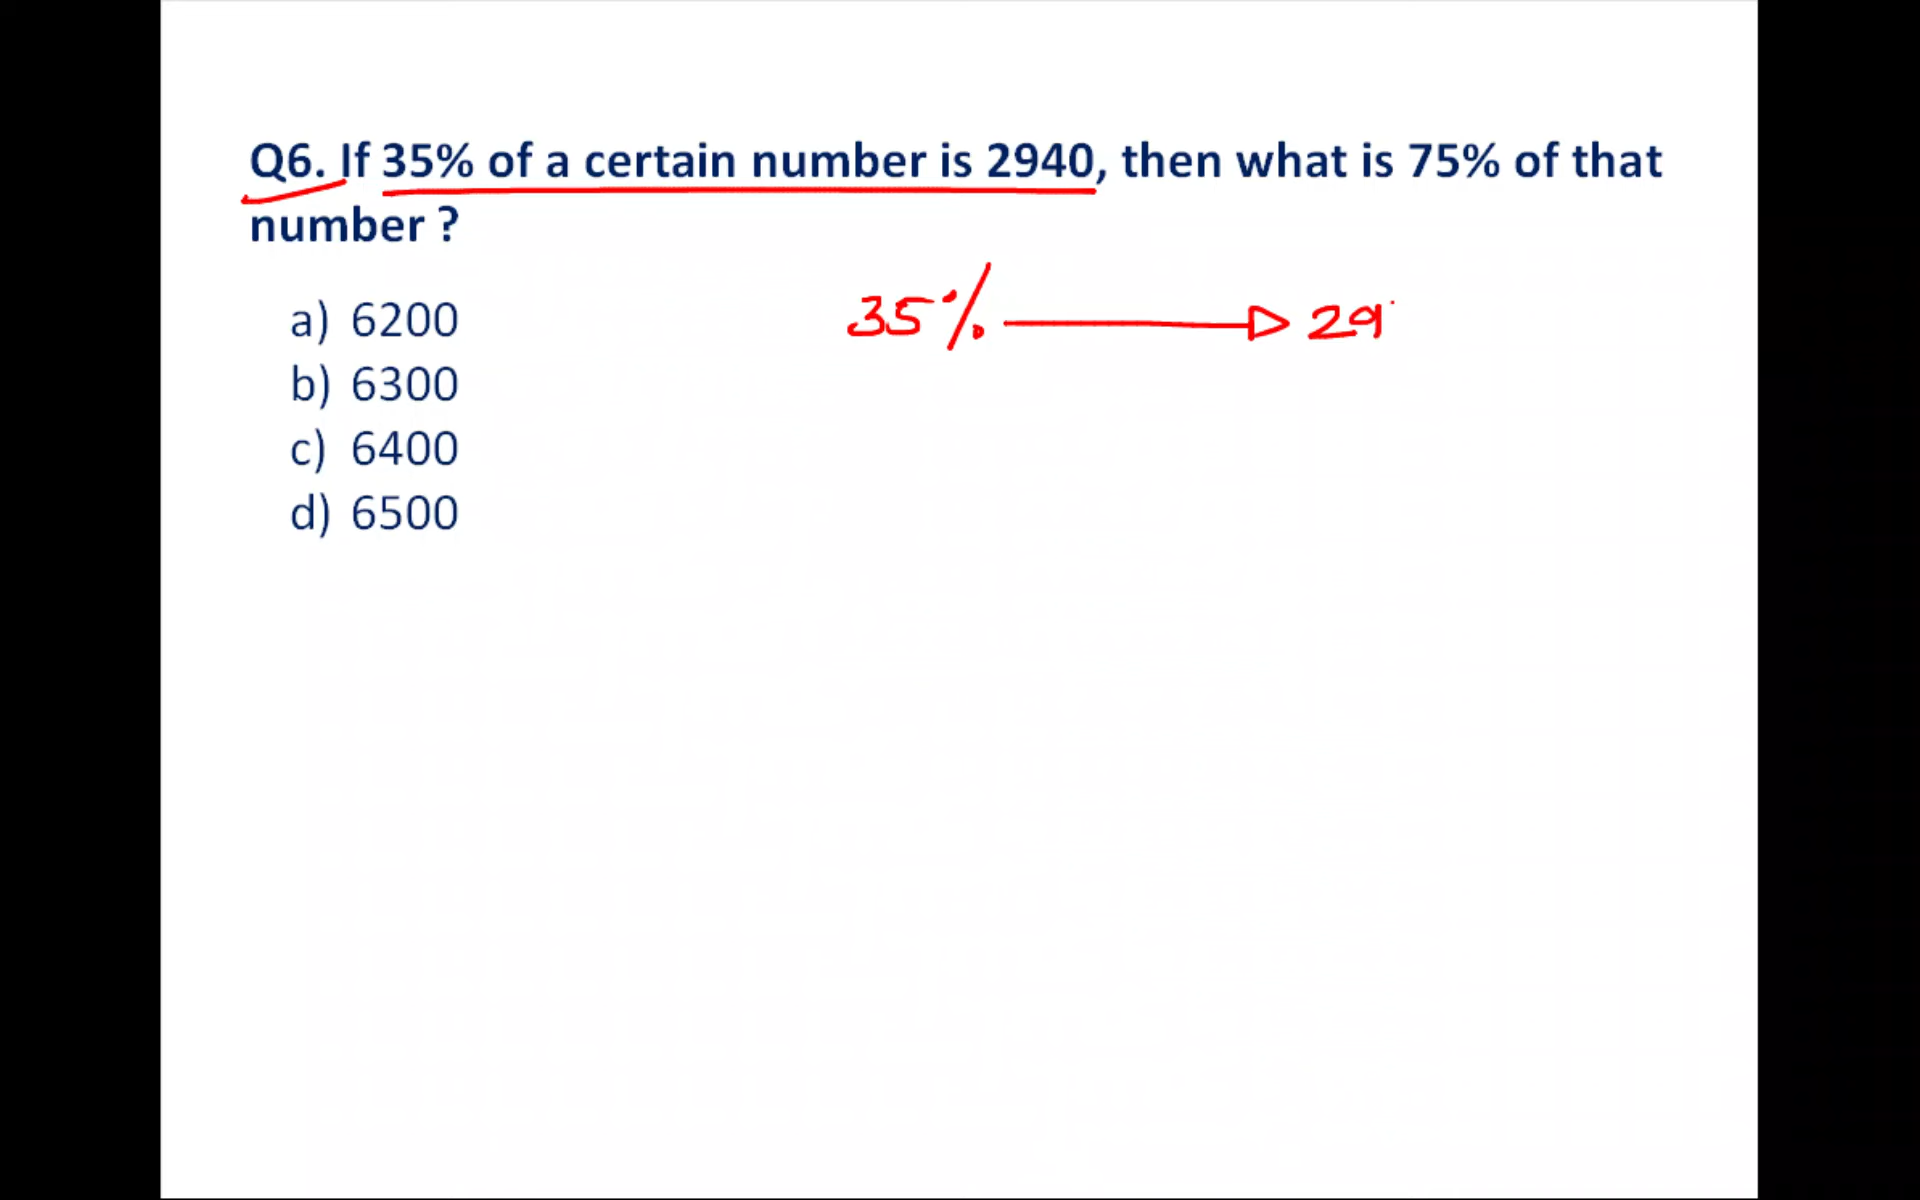 Q6. If 35% of a certain number is 2940, then what is 75% of that
number ?
a) 6200
b) 6300
c) 6400
d) 6500
35% 29